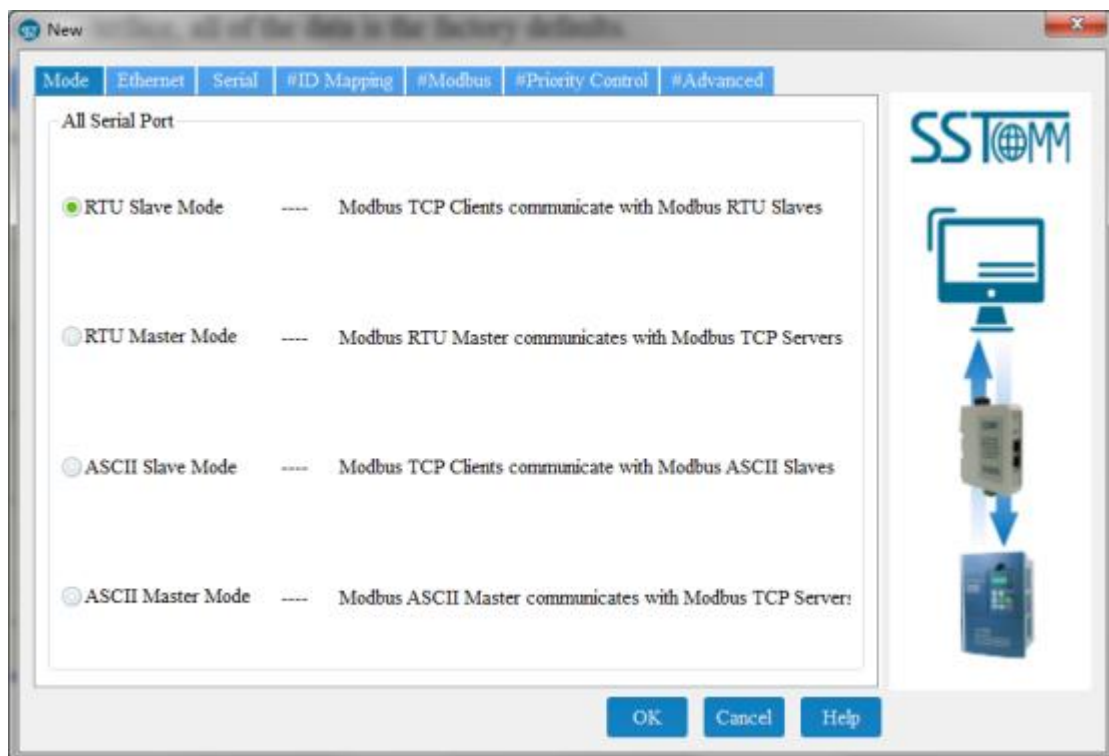 New
Mode Ethernet Serial #ID Mapping #Modbus #Priority Control #Advanced
All Serial Port
RTU Slave Mode ---- Modbus TCP Clients communicate with Modbus RTU Slaves
RTU Master Mode ---- Modbus RTU Master communicates with Modbus TCP Servers
ASCII Slave Mode ---- Modbus TCP Clients communicate with Modbus ASCII Slaves
ASCII Master Mode ---- Modbus ASCII Master communicates with Modbus TCP Servers
SSTCOMM
OK Cancel Help